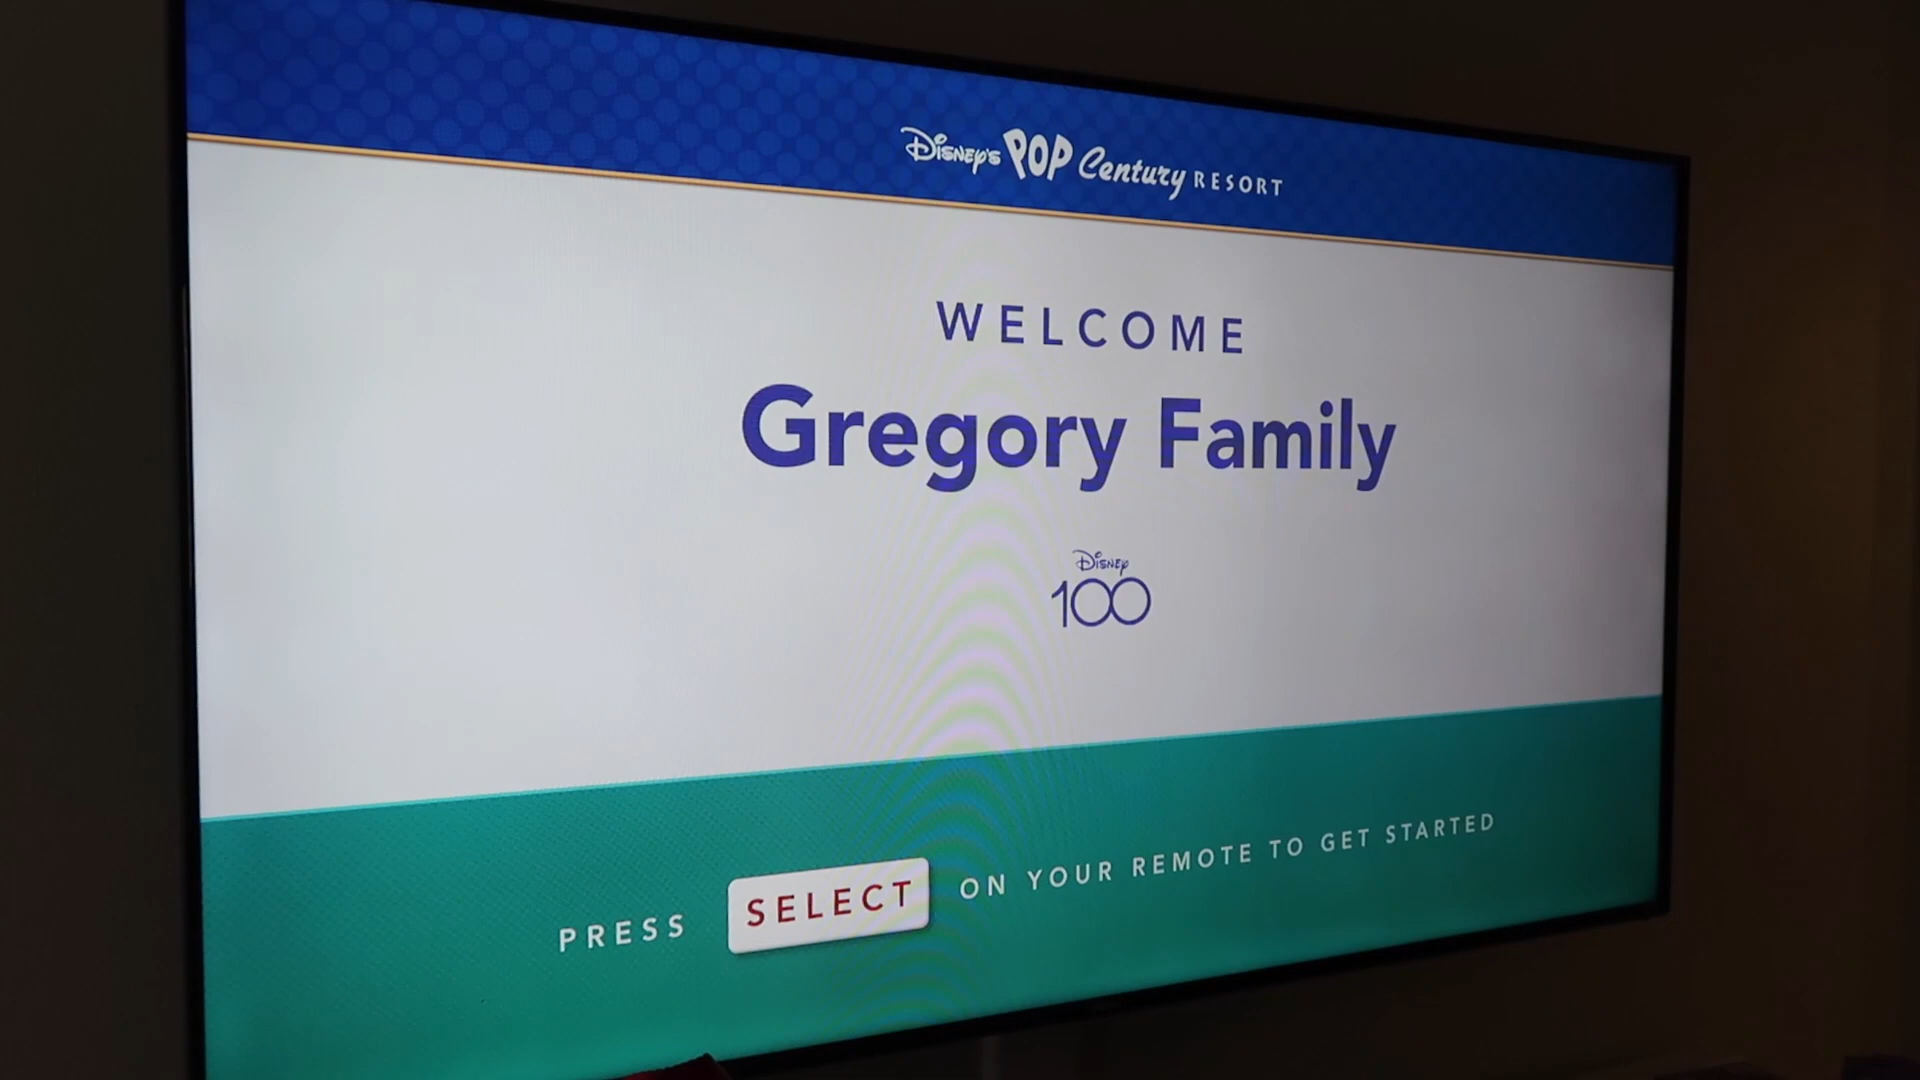 Disney's POP Century RESORT
WELCOME
Gregory Family
Disney
100
PRESS SELECT ON YOUR REMOTE TO GET STARTED